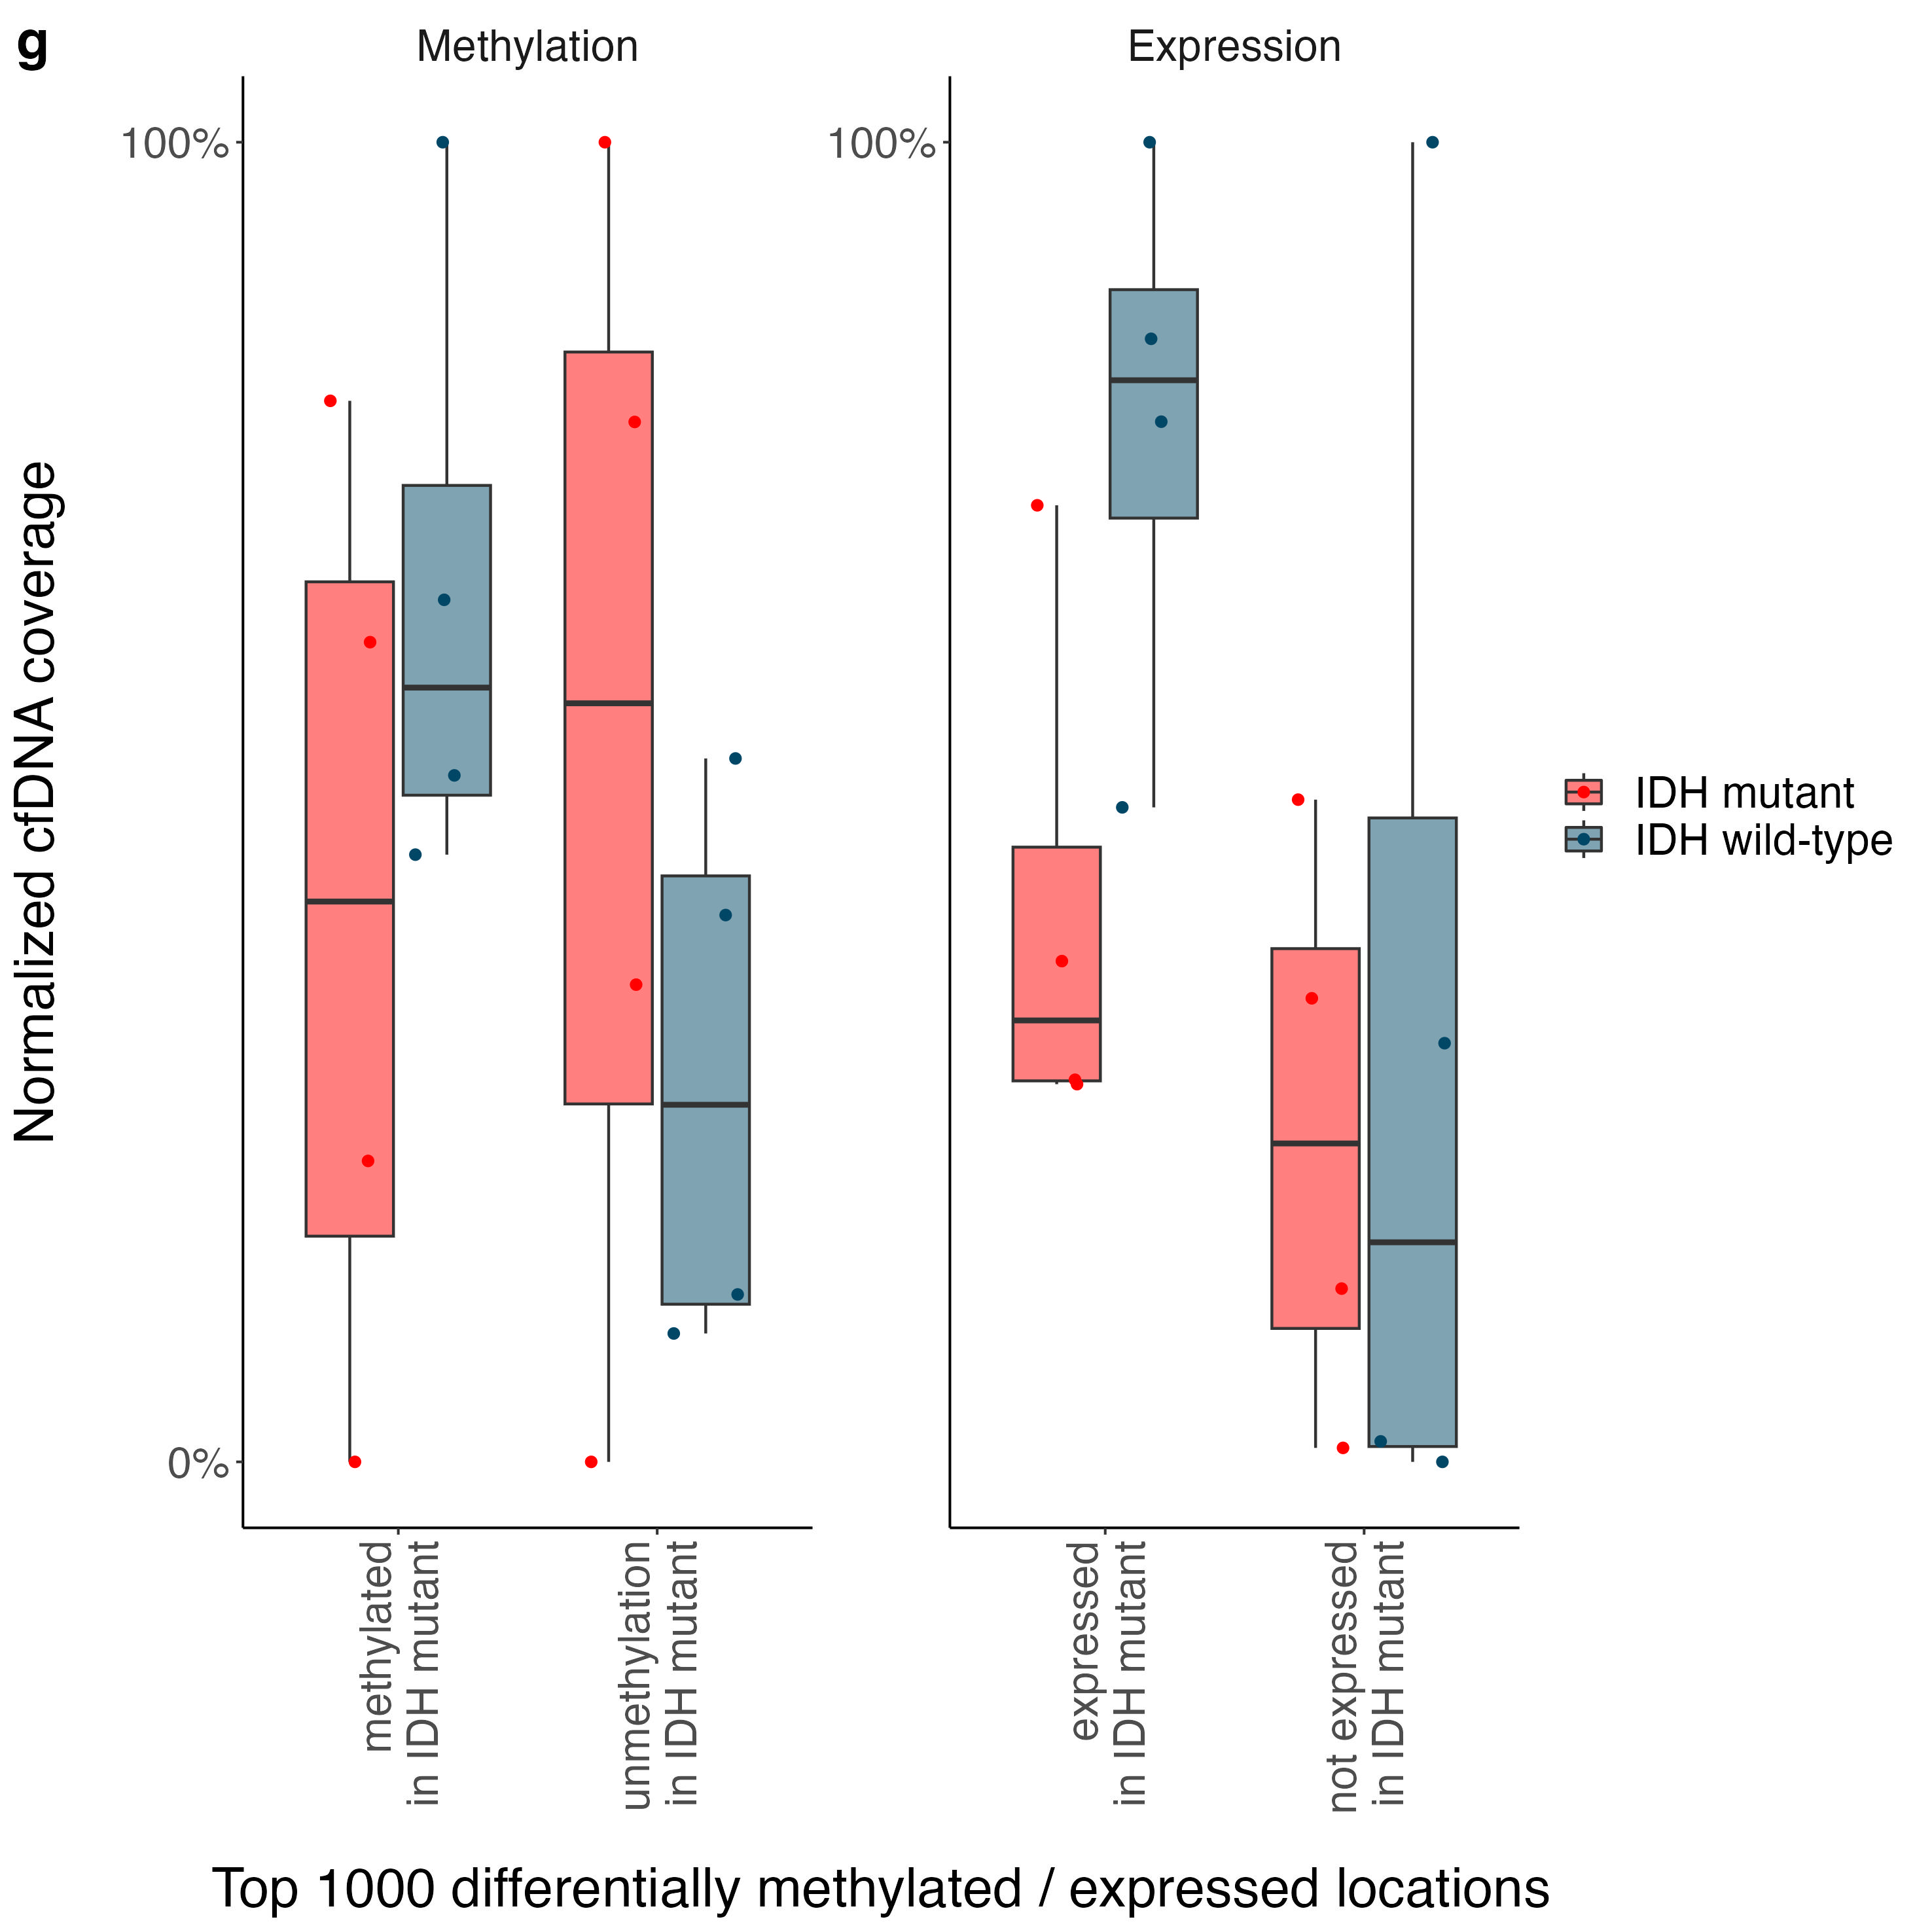 g
Methylation
Expression
Normalized cfDNA coverage
100%
0%
100%
methylated
in IDH mutant
unmethylation
in IDH mutant
expressed
in IDH mutant
not expressed
in IDH mutant
IDH mutant
IDH wild-type
Top 1000 differentially methylated / expressed locations